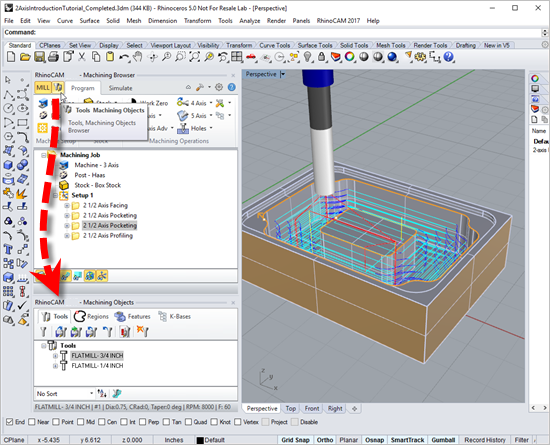 2AxisIntroductionTutorial_Completed.3dm (344 KB) - Rhinoceros 5.0 Not For Resale Lab - [Perspective]
File Edit View Curve Surface Solid Mesh Dimension Transform Tools Analyze Render Panels RhinoCAM 2017 Help
Command:
Standard CPlanes Set View Display Select Viewport Layout Visibility Transform Curve Tools Surface Tools Solid Tools Mesh Tools Render Tools Drafting New in V5
RhinoCAM - Machining Browser
MILL Program Simulate
Zero 4 Axis
5 Axis
Axis Adv Holes
Machining Operations
Tools Machining Objects
Tools, Machining Objects Browser
Machining Job
Machine - 3 Axis
Post - Haas
Stock - Box Stock
Setup 1
2 1/2 Axis Facing
2 1/2 Axis Pocketing
2 1/2 Axis Pocketing
2 1/2 Axis Profiling
RhinoCAM - Machining Objects
Tools Regions Features K-Bases
Tools
FLATMILL- 3/4 INCH
FLATMILL- 1/4 INCH
No Sort
FLATMILL- 3/4 INCH | #1 | Dia:0.75, CRad:0, Taper:0 deg | RPM: 8000 | F: 60
Perspective
z
y
x
Perspective Top Front Right
Prope
Object
Type
Name
Layer
End Near Point Mid Cen Int Perp Tan Quad Knot Vertex Project Disable
CPlane x -5.435 y 6.612 z 0.000 Inches Default Grid Snap Ortho Planar Osnap SmartTrack Gumball Record History Filter